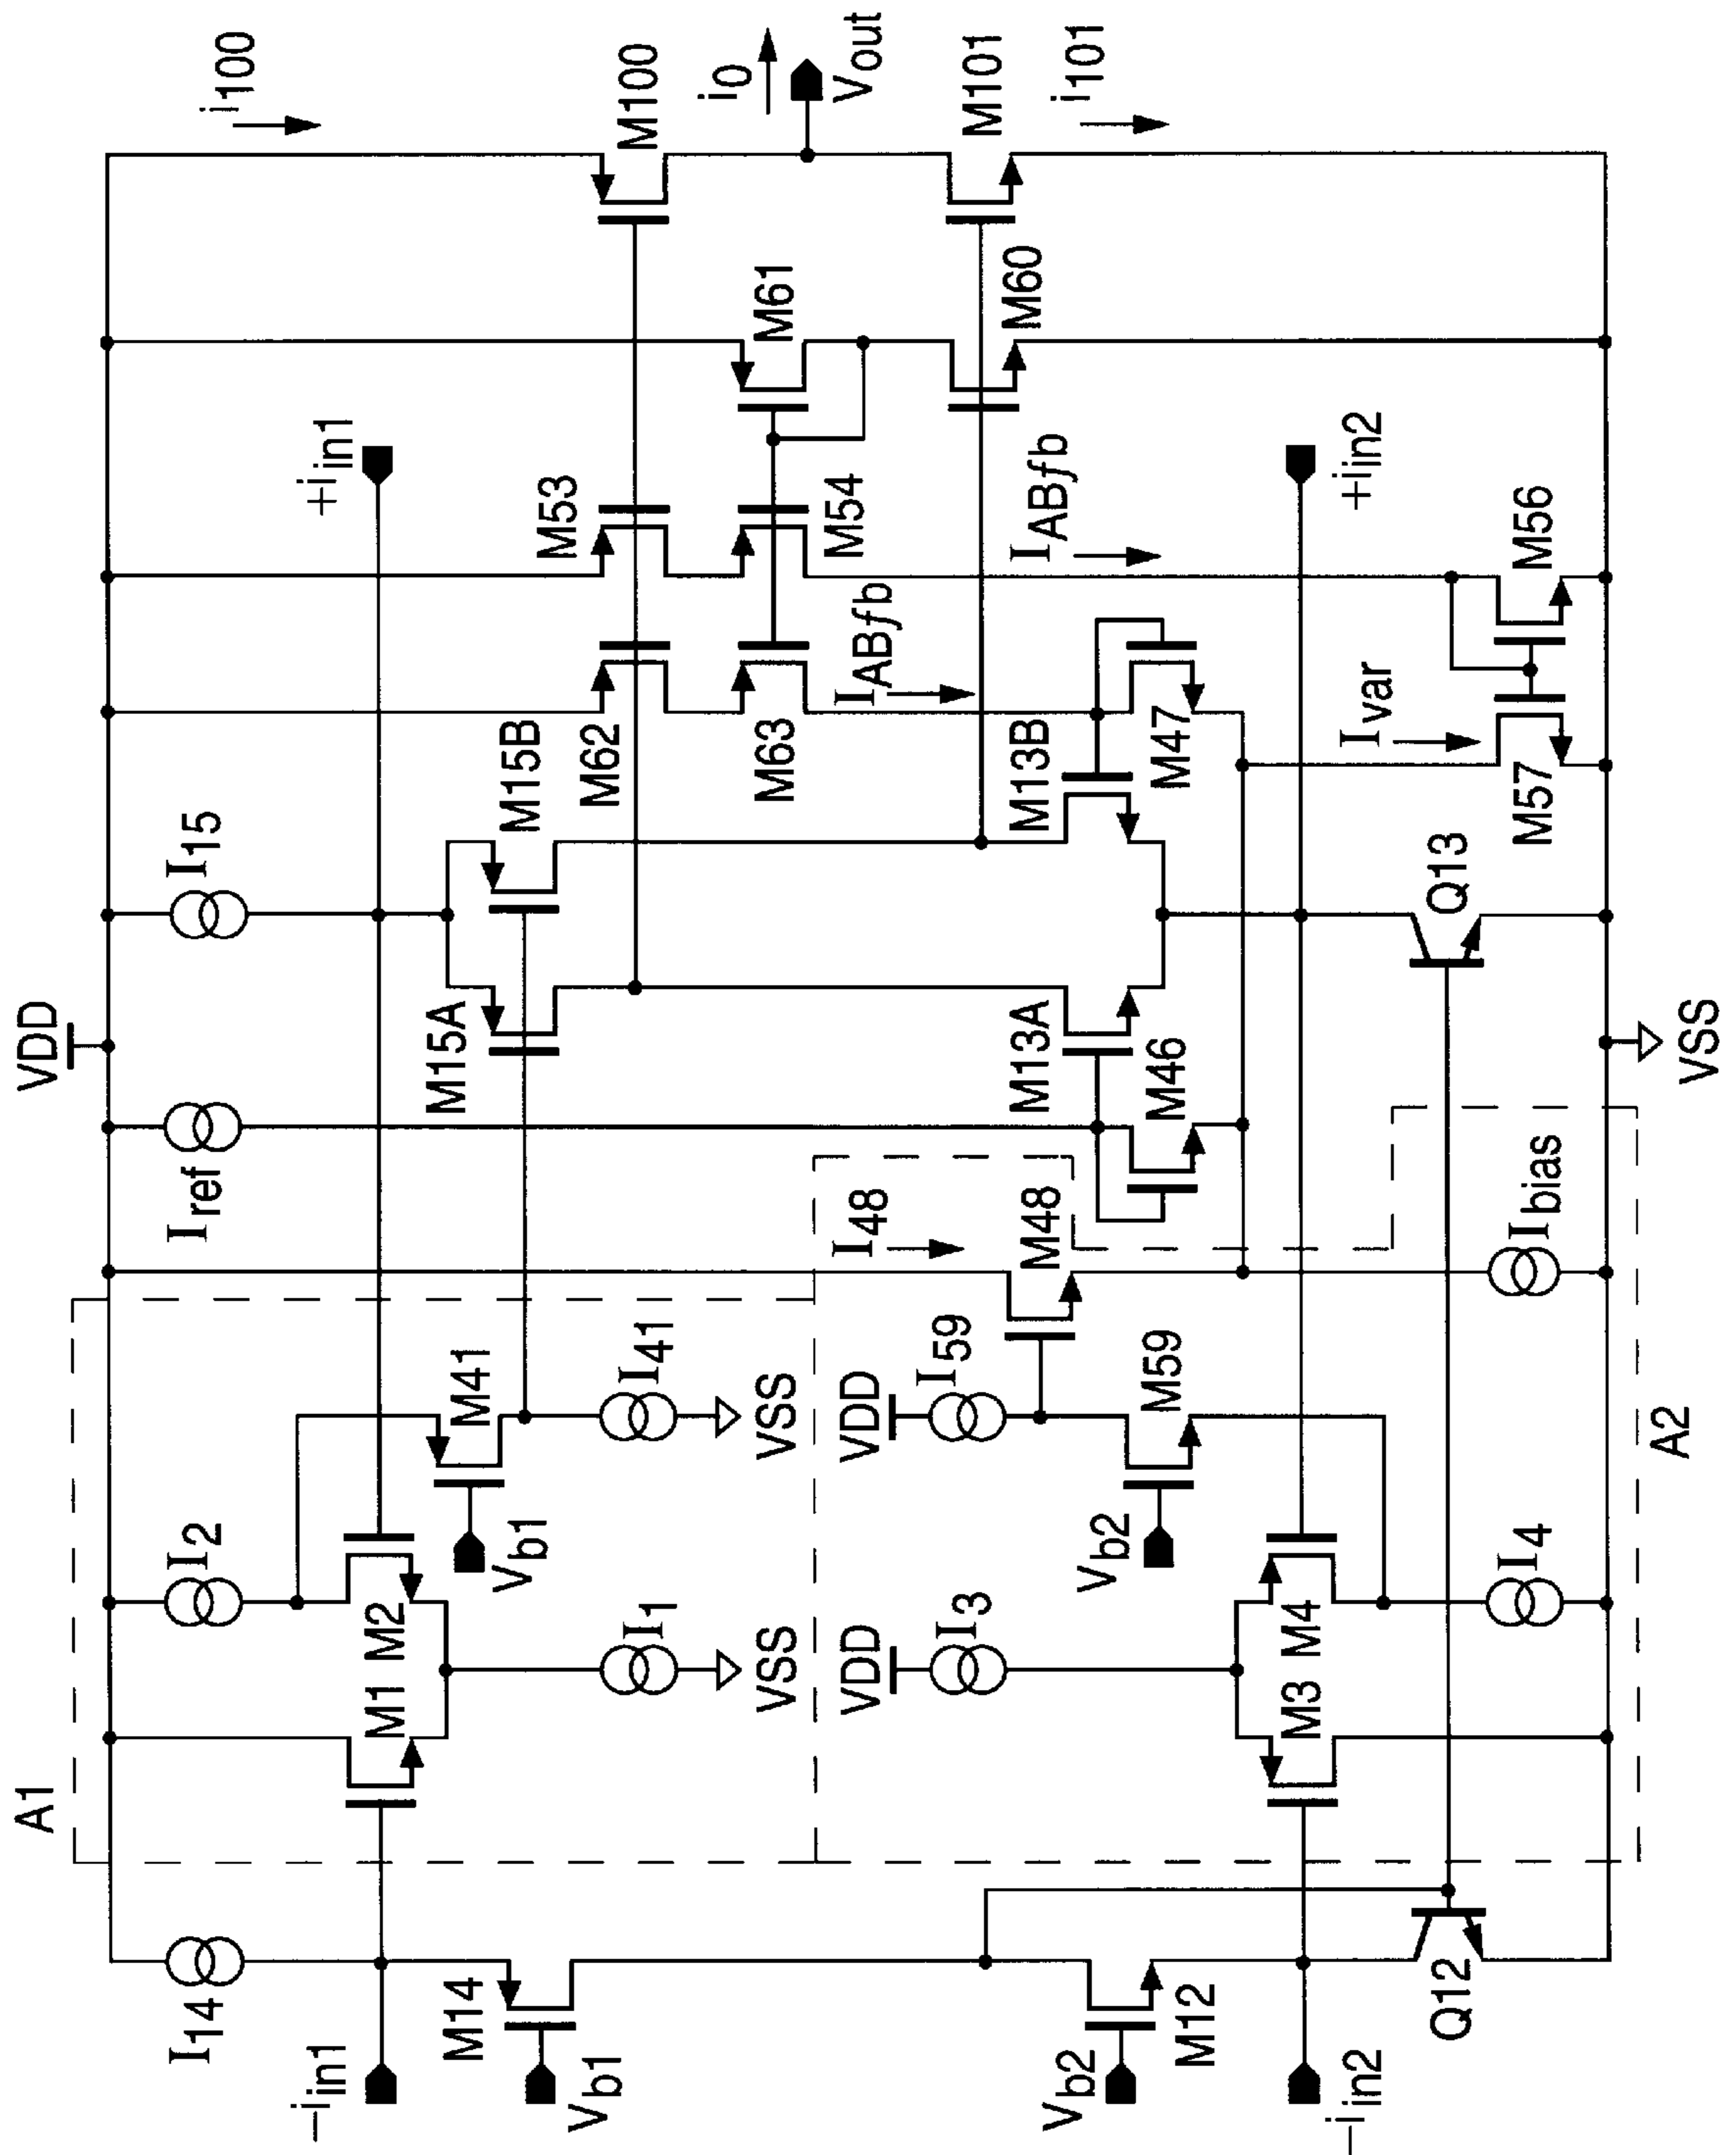 VDD
A1
I14
−iin1
M14
Vb1
M1
M2
I2
M41
Vb1
I1
VSS
I41
VSS
Iref
I15
M15A
M15B
+iin1
M62
M53
M63
M54
M61
IABfb
IABfb
i100
M100
i0
Vout
M101
i101
M60
I48
M48
VDD
I59
VDD
I3
M59
Vb2
M3
M4
I4
A2
Ibias
M13A
M46
M13B
M47
+iin2
Ivar
M57
M56
Q13
VSS
Vb2
M12
−iin2
Q12